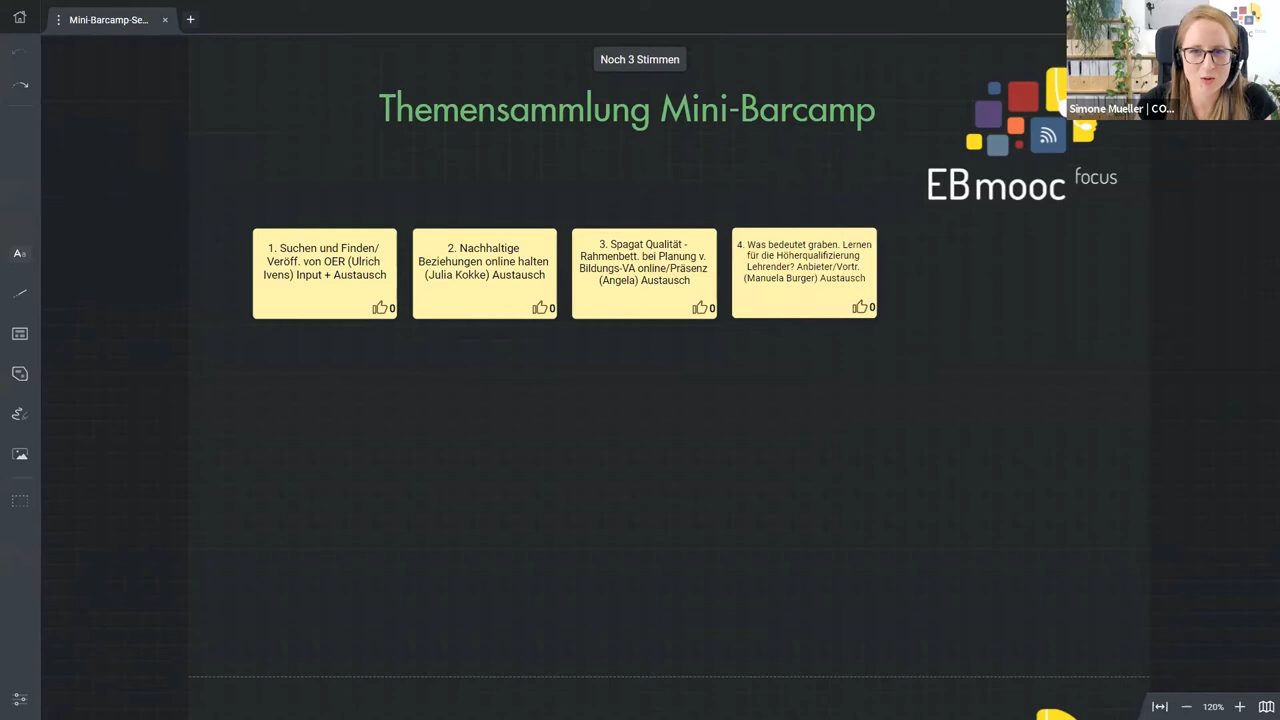 Mini-Barcamp-Se...
Noch 3 Stimmen
Themensammlung Mini-Barcamp
Simone Mueller | CO...
EBmooc focus
1. Suchen und Finden/
Veröff. von OER (Ulrich
Ivens) Input + Austausch
0
2. Nachhaltige
Beziehungen online halten
(Julia Kokke) Austausch
0
3. Spagat Qualität -
Rahmenbett. bei Planung v.
Bildungs-VA online/Präsenz
(Angela) Austausch
0
4. Was bedeutet graben. Lernen
für die Höherqualifizierung
Lehrender? Anbieter/Vortr.
(Manuela Burger) Austausch
0
120%